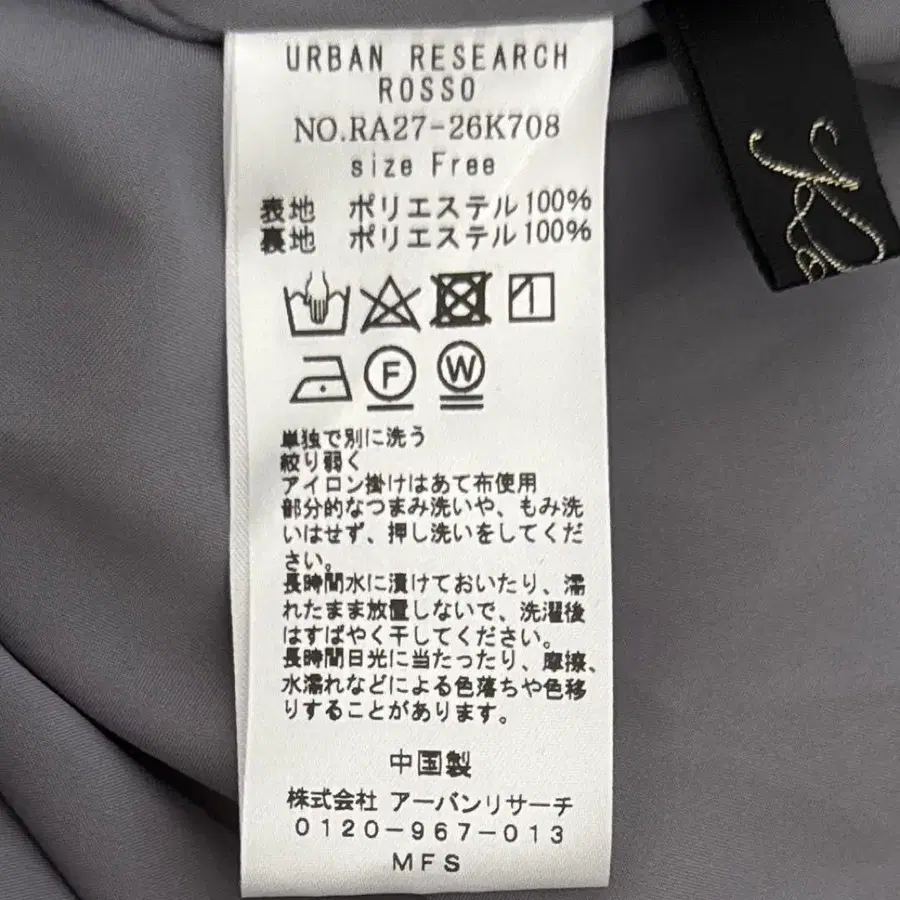 URBAN RESEARCH
ROSSO
NO.RA27-26K708
size Free
表地 ポリエステル100%
裏地 ポリエステル100%
F
W
単独で別に洗う
絞り弱く
アイロン掛けはあて布使用
部分的なつまみ洗いや、もみ洗
いはせず、押し洗いをしてくだ
さい。
長時間水に漬けておいたり、濡
れたまま放置しないで、洗濯後
はすばやく干してください。
長時間日光に当たったり、摩擦、
水濡れなどによる色落ちや色移
りすることがあります。
中国製
株式会社 アーバンリサーチ
0120-967-013
MFS